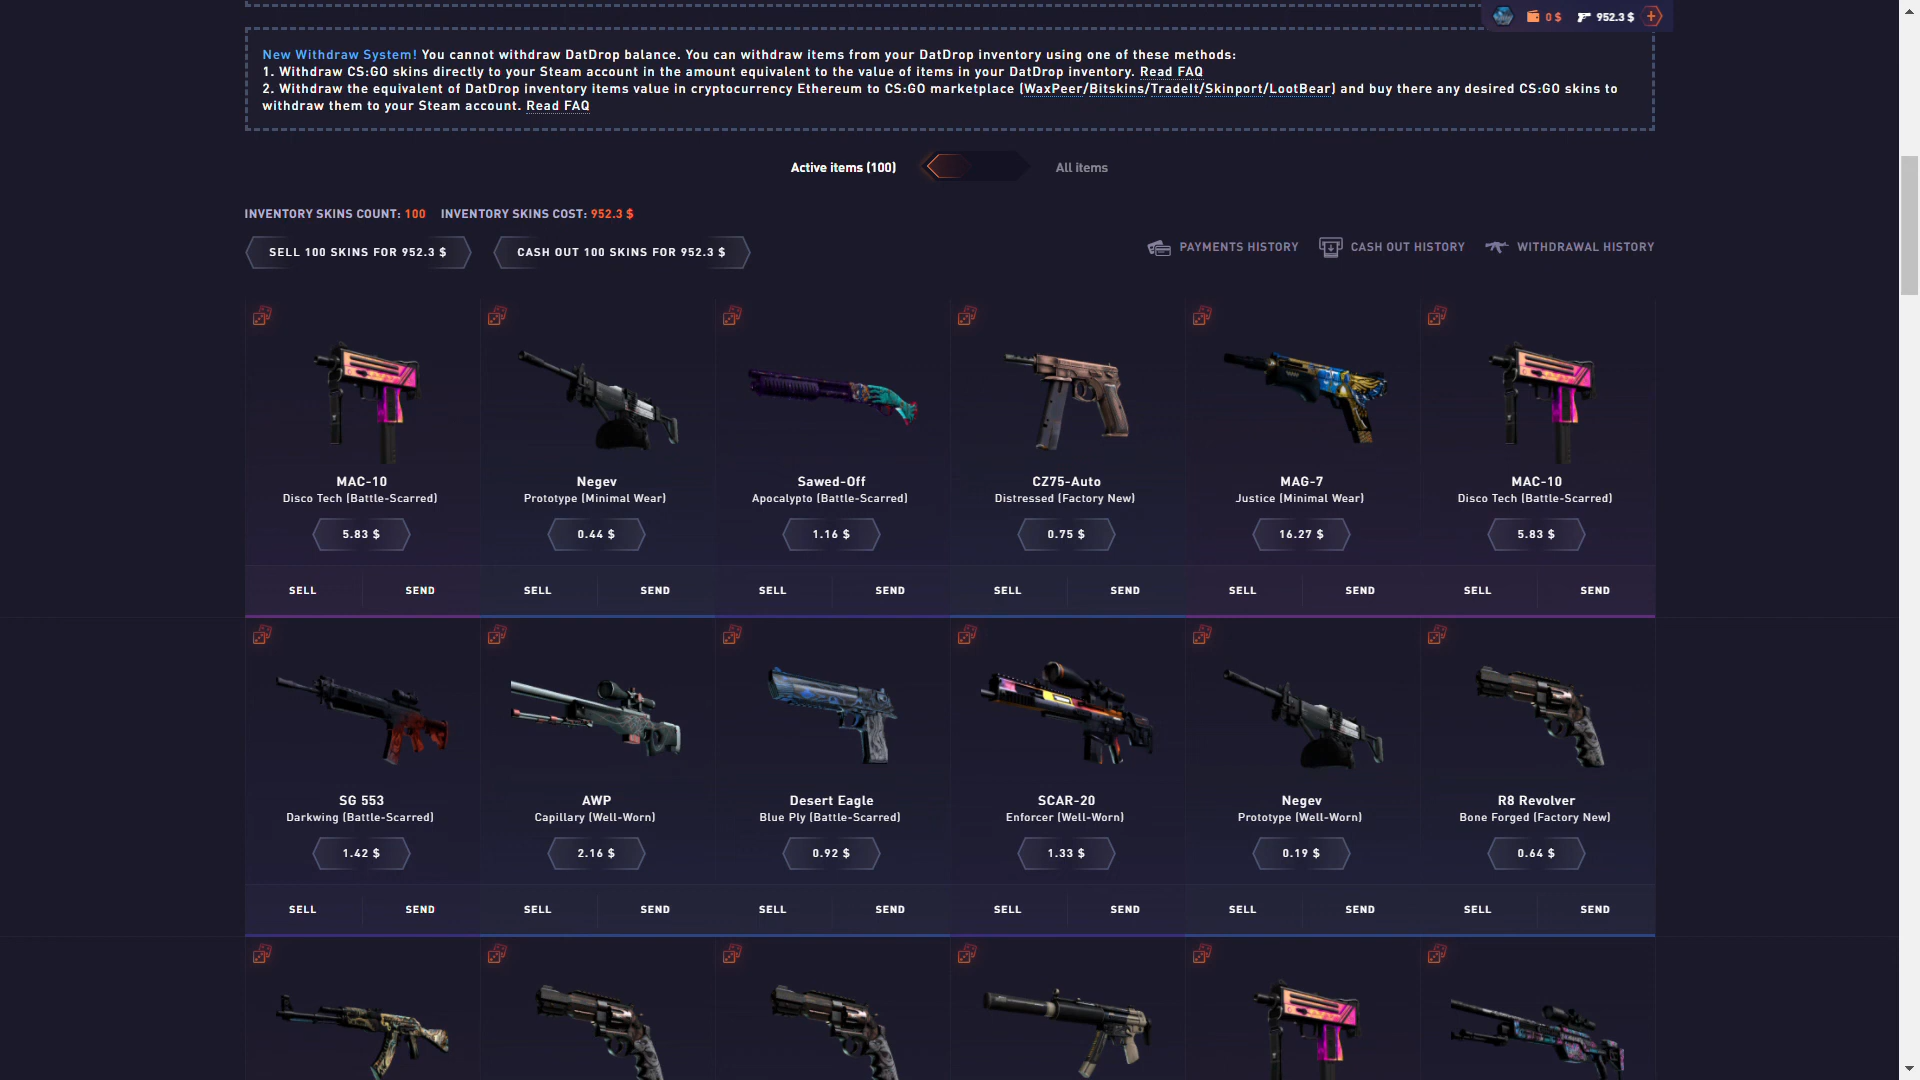 0 $ 952.3 $
New Withdraw System! You cannot withdraw DatDrop balance. You can withdraw items from your DatDrop inventory using one of these methods:
1. Withdraw CS:GO skins directly to your Steam account in the amount equivalent to the value of items in your DatDrop inventory. Read FAQ
2. Withdraw the equivalent of DatDrop inventory items value in cryptocurrency Ethereum to CS:GO marketplace (WaxPeer/Bitskins/TradeIt/Skinport/LootBear) and buy there any desired CS:GO skins to
withdraw them to your Steam account. Read FAQ
Active items (100) All items
INVENTORY SKINS COUNT: 100 INVENTORY SKINS COST: 952.3 $
SELL 100 SKINS FOR 952.3 $ CASH OUT 100 SKINS FOR 952.3 $ PAYMENTS HISTORY CASH OUT HISTORY WITHDRAWAL HISTORY
MAC-10 Negev Sawed-Off CZ75-Auto MAG-7 MAC-10
Disco Tech (Battle-Scarred) Prototype (Minimal Wear) Apocalypto (Battle-Scarred) Distressed (Factory New) Justice (Minimal Wear) Disco Tech (Battle-Scarred)
5.83 $ 0.44 $ 1.16 $ 0.75 $ 16.27 $ 5.83 $
SELL SEND SELL SEND SELL SEND SELL SEND SELL SEND SELL SEND
SG 553 AWP Desert Eagle SCAR-20 Negev R8 Revolver
Darkwing (Battle-Scarred) Capillary (Well-Worn) Blue Ply (Battle-Scarred) Enforcer (Well-Worn) Prototype (Well-Worn) Bone Forged (Factory New)
1.42 $ 2.16 $ 0.92 $ 1.33 $ 0.19 $ 0.64 $
SELL SEND SELL SEND SELL SEND SELL SEND SELL SEND SELL SEND